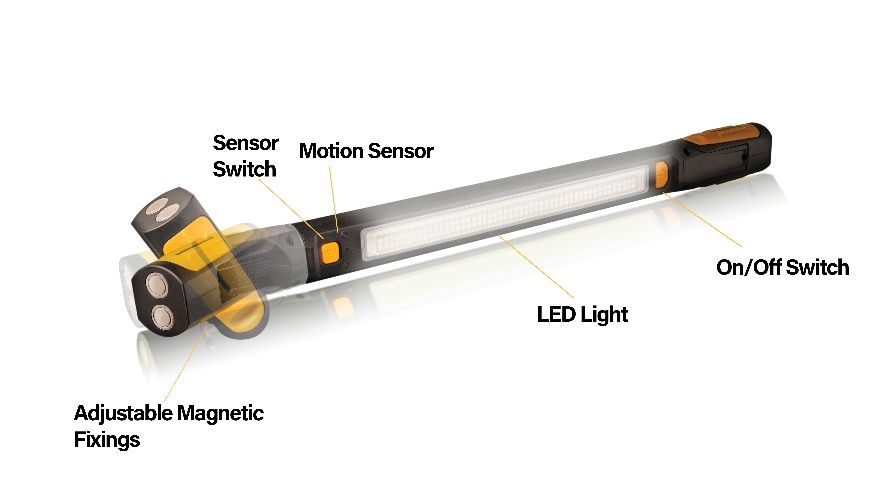 Sensor
Switch
Motion Sensor
On/Off Switch
LED Light
Adjustable Magnetic
Fixings